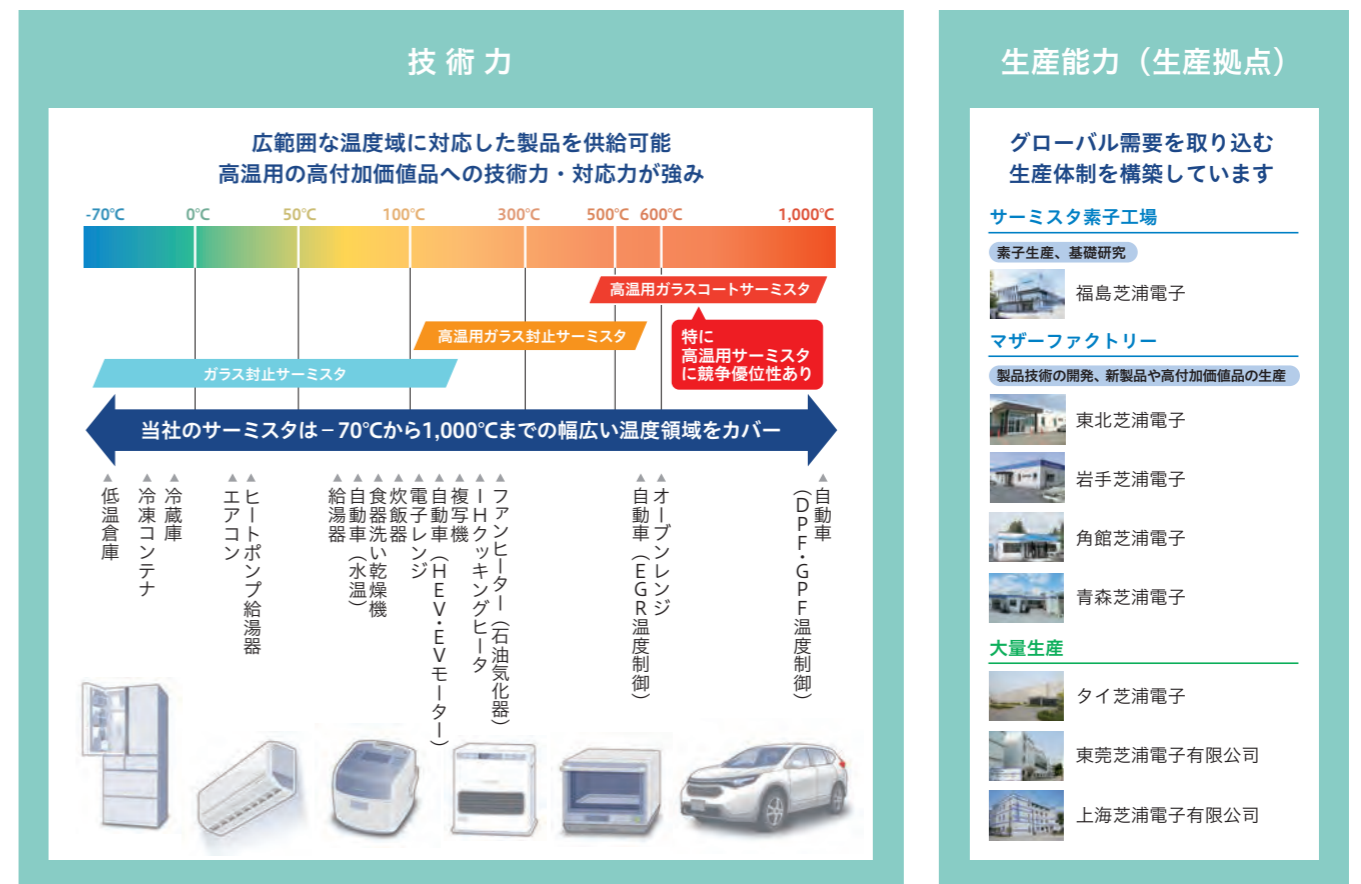 技術力
広範囲な温度域に対応した製品を供給可能
高温用の高付加価値品への技術力・対応力が強み
-70℃ 0℃ 50℃ 100℃ 300℃ 500℃ 600℃ 1,000℃
高温用ガラスコートサーミスタ
高温用ガラス封止サーミスタ
特に
高温用サーミスタ
に競争優位性あり
ガラス封止サーミスタ
当社のサーミスタは－70℃から1,000℃までの幅広い温度領域をカバー
低温倉庫
冷凍コンテナ
冷蔵庫
エアコン
ヒートポンプ給湯器
給湯器
自動車（水温）
食器洗い乾燥機
炊飯器
電子レンジ
自動車（HEV・EVモーター）
複写機
IHクッキングヒータ
ファンヒーター（石油気化器）
自動車（EGR温度制御）
オーブンレンジ
自動車
（DPF・GPF温度制御）
生産能力（生産拠点）
グローバル需要を取り込む
生産体制を構築しています
サーミスタ素子工場
素子生産、基礎研究
福島芝浦電子
マザーファクトリー
製品技術の開発、新製品や高付加価値品の生産
東北芝浦電子
岩手芝浦電子
角館芝浦電子
青森芝浦電子
大量生産
タイ芝浦電子
東莞芝浦電子有限公司
上海芝浦電子有限公司